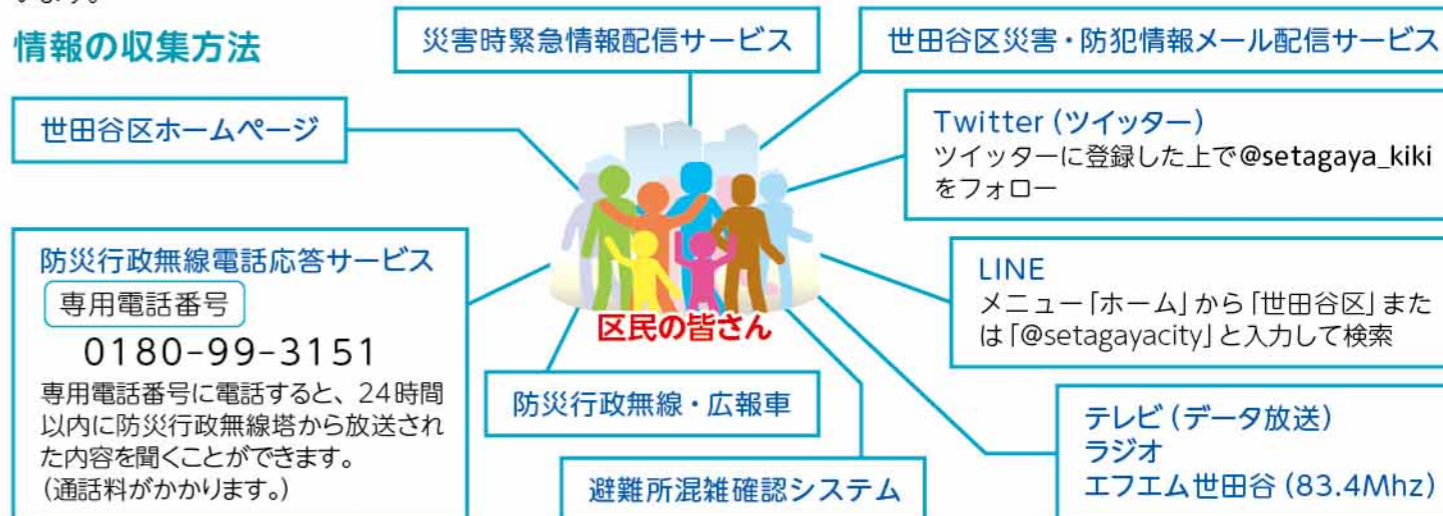 います。
情報の収集方法
災害時緊急情報配信サービス
世田谷区災害・防犯情報メール配信サービス
世田谷区ホームページ
Twitter（ツイッター）
ツイッターに登録した上で@setagaya_kiki
をフォロー
防災行政無線電話応答サービス
専用電話番号
0180-99-3151
専用電話番号に電話すると、24時間
以内に防災行政無線塔から放送され
た内容を聞くことができます。
（通話料がかかります。）
区民の皆さん
LINE
メニュー「ホーム」から「世田谷区」また
は「@setagayacity」と入力して検索
防災行政無線・広報車
避難所混雑確認システム
テレビ（データ放送）
ラジオ
エフエム世田谷（83.4Mhz）